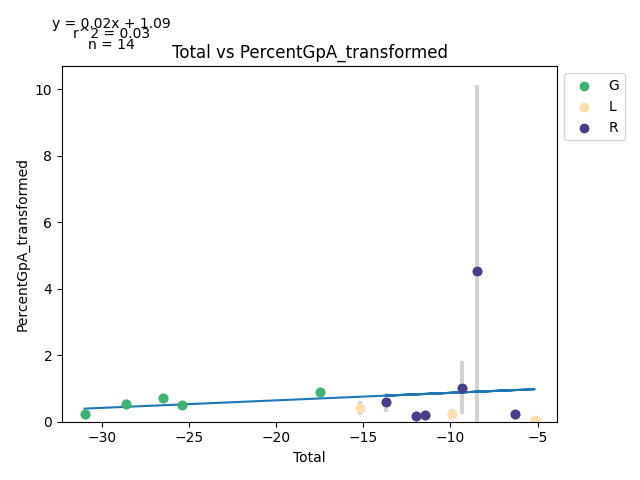 y = 0.02x + 1.09
r^2 = 0.03
n = 14
Total vs PercentGpA_transformed
G
L
R
PercentGpA_transformed
10
8
6
4
2
0
−30
−25
−20
−15
−10
−5
Total